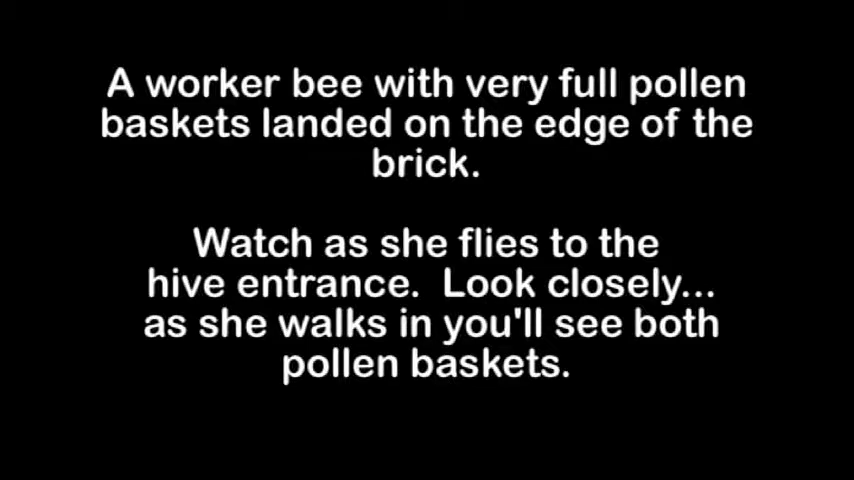 A worker bee with very full pollen
baskets landed on the edge of the
brick.
Watch as she flies to the
hive entrance.  Look closely...
as she walks in you'll see both
pollen baskets.